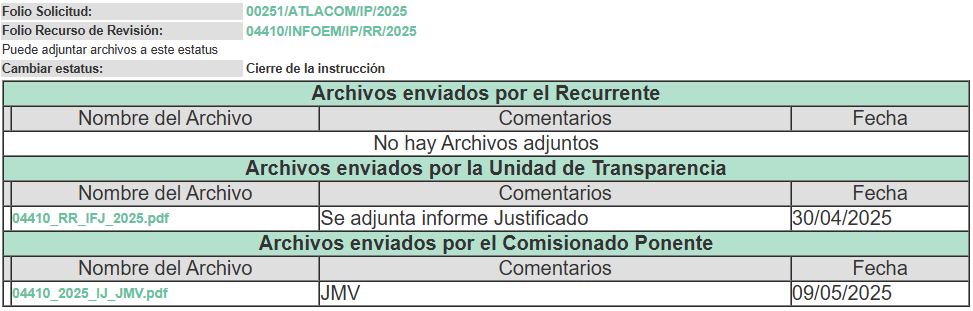 Folio Solicitud: 00251/ATLACOM/IP/2025
Folio Recurso de Revisión: 04410/INFOEM/IP/RR/2025
Puede adjuntar archivos a este estatus
Cambiar estatus: Cierre de la instrucción
Archivos enviados por el Recurrente
Nombre del Archivo Comentarios Fecha
No hay Archivos adjuntos
Archivos enviados por la Unidad de Transparencia
Nombre del Archivo Comentarios Fecha
04410_RR_IFJ_2025.pdf Se adjunta informe Justificado 30/04/2025
Archivos enviados por el Comisionado Ponente
Nombre del Archivo Comentarios Fecha
04410_2025_IJ_JMV.pdf JMV 09/05/2025